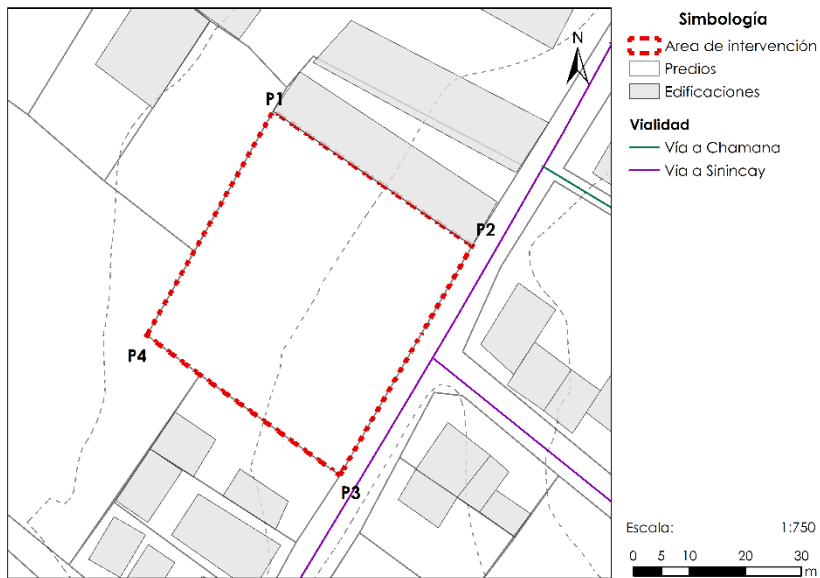 Simbología
Area de intervención
Predios
Edificaciones
Vialidad
Vía a Chamana
Vía a Sinincay
N
P1
P2
P4
P3
Escala: 1:750
0 5 10 20 30
m